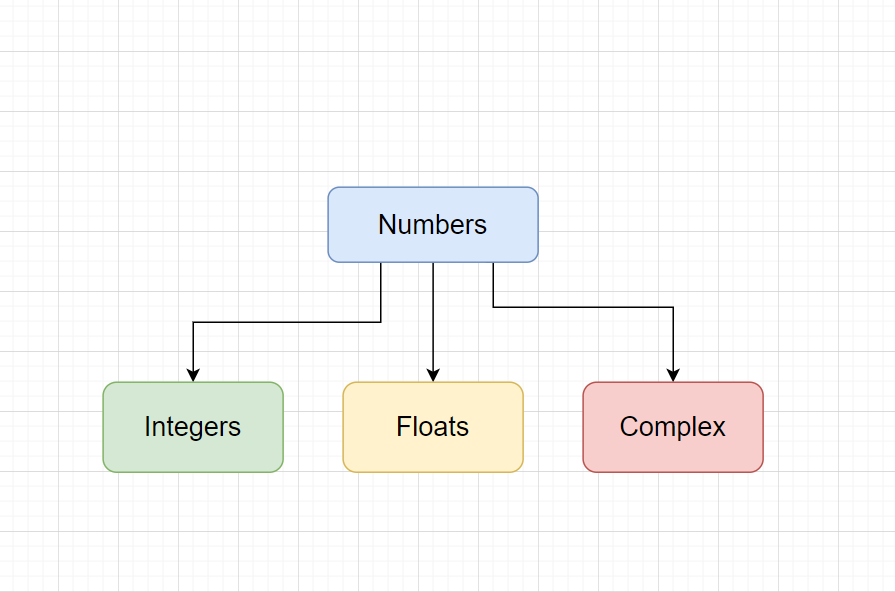 Numbers
Integers
Floats
Complex